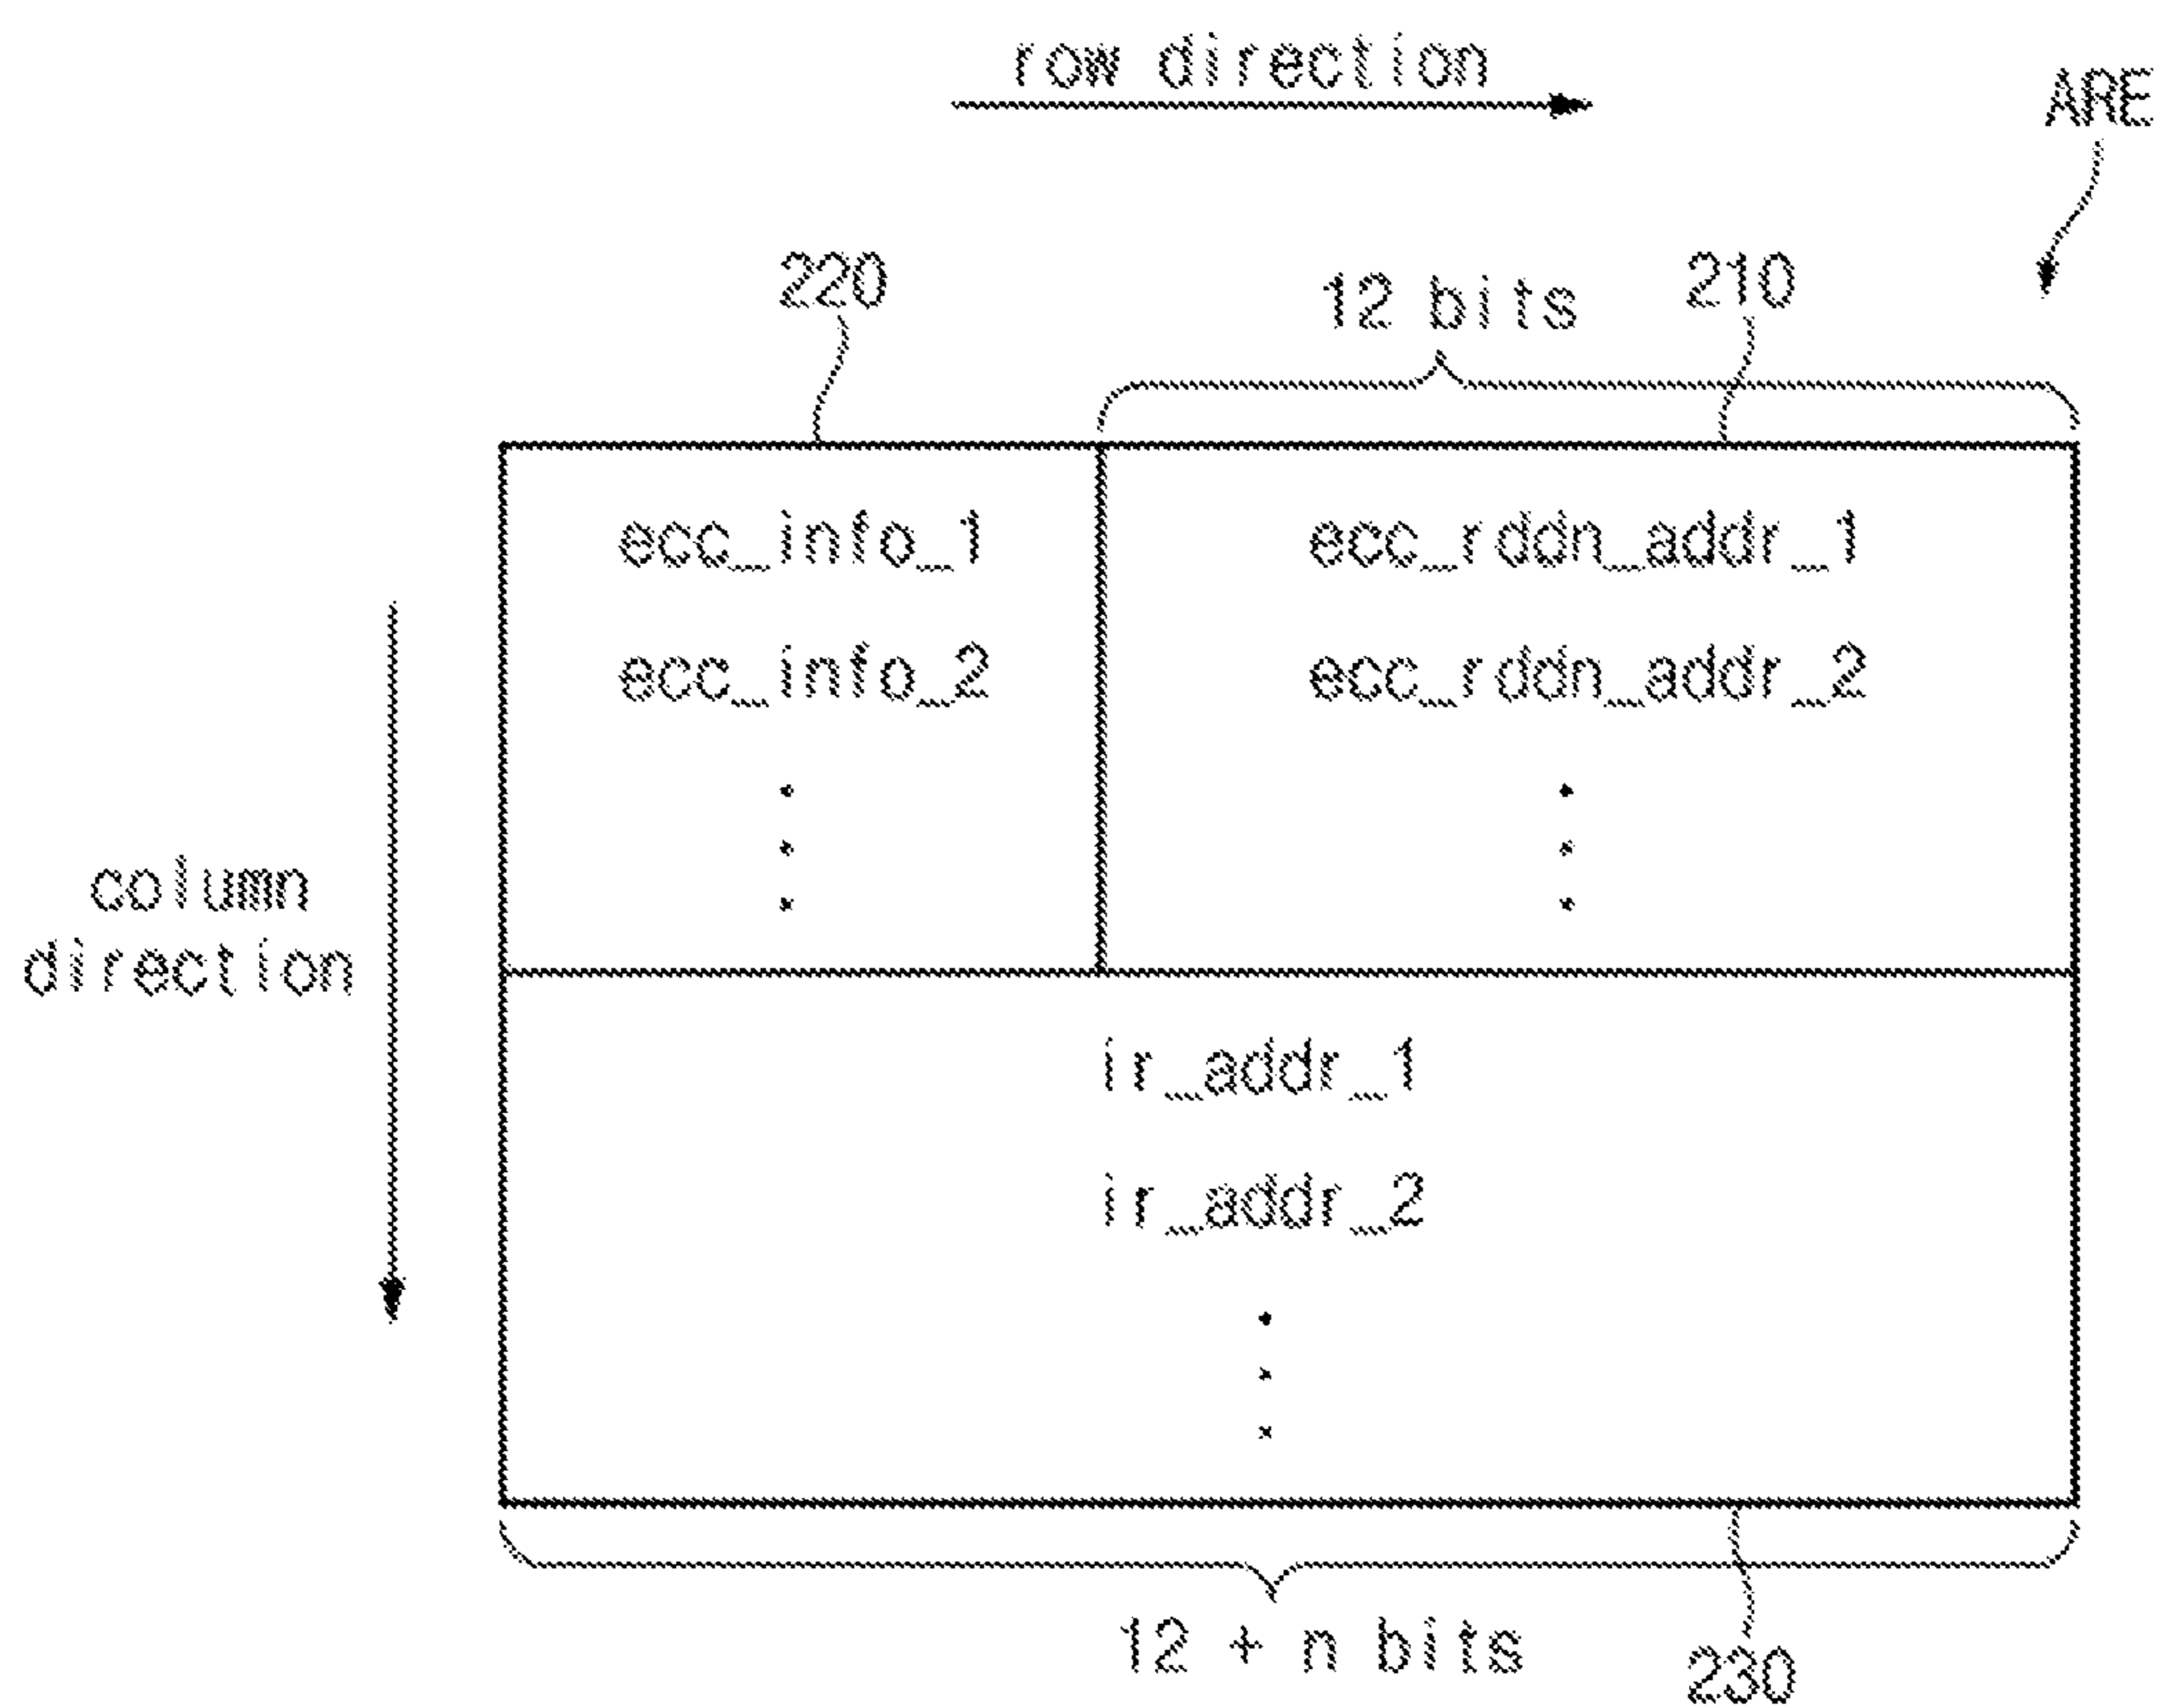 row direction
ARE
220
12 bits
210
ecc_info_1
ecc_rddn_addr_1
ecc_info_2
ecc_rddn_addr_2
column
direction
ir_addr_1
ir_addr_2
12 + n bits
230